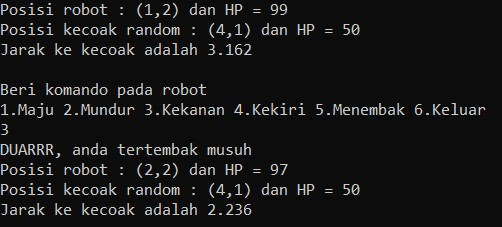 Posisi robot : (1,2) dan HP = 99
Posisi kecoak random : (4,1) dan HP = 50
Jarak ke kecoak adalah 3.162
Beri komando pada robot
1.Maju 2.Mundur 3.Kekanan 4.Kekiri 5.Menembak 6.Keluar
3
DUARRR, anda tertembak musuh
Posisi robot : (2,2) dan HP = 97
Posisi kecoak random : (4,1) dan HP = 50
Jarak ke kecoak adalah 2.236